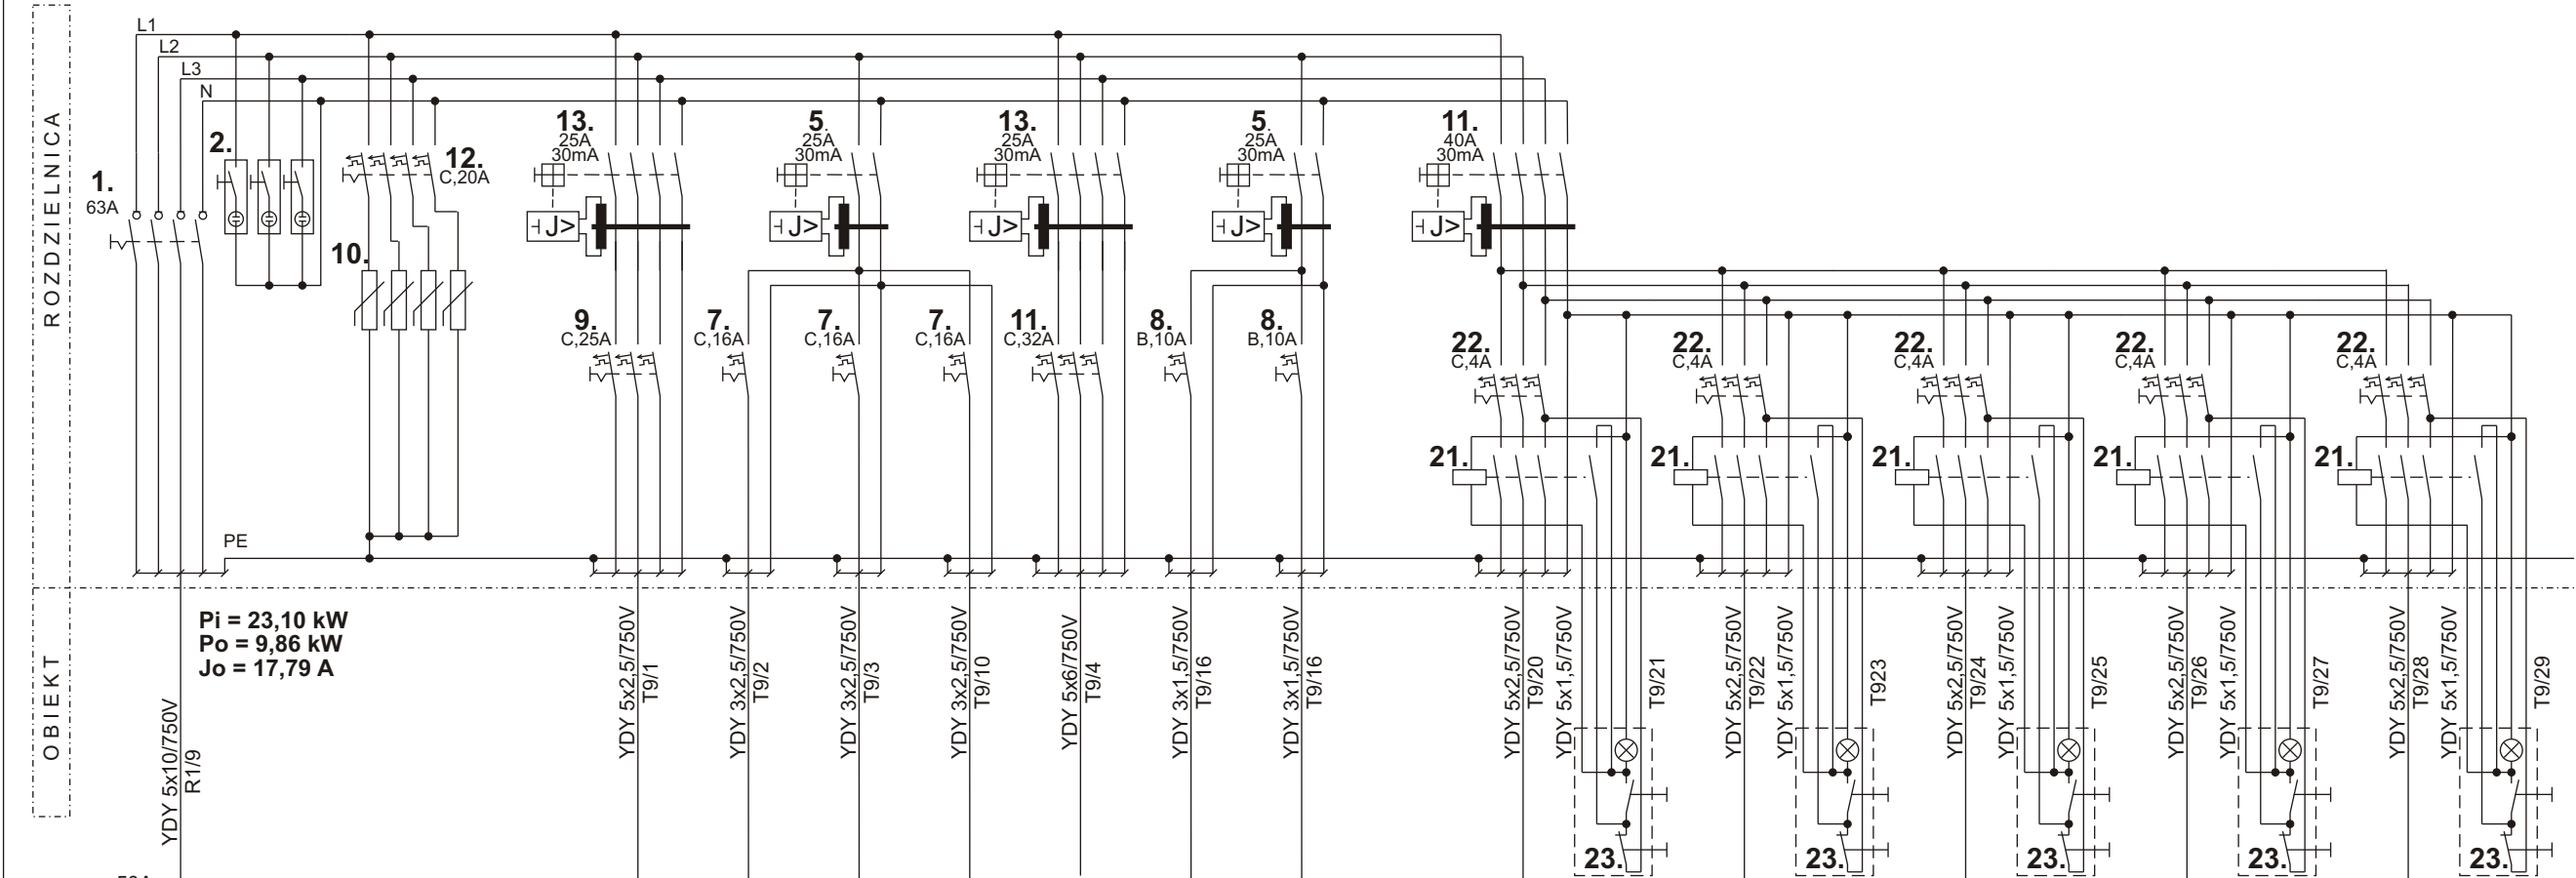 ROZDZIELNICA
OBIEKT
L1
L2
L3
N
1.
63A
2.
12.
C,20A
10.
13.
25A
30mA
J>
5.
25A
30mA
J>
13.
25A
30mA
J>
5.
25A
30mA
J>
11.
40A
30mA
J>
9.
C,25A
7.
C,16A
7.
C,16A
7.
C,16A
11.
C,32A
8.
B,10A
8.
B,10A
22.
C,4A
22.
C,4A
22.
C,4A
22.
C,4A
22.
C,4A
21.
21.
21.
21.
21.
PE
Pi = 23,10 kW
Po = 9,86 kW
Jo = 17,79 A
YDY 5x10/750V
R1/9
YDY 5x2,5/750V
T9/1
YDY 3x2,5/750V
T9/2
YDY 3x2,5/750V
T9/3
YDY 3x2,5/750V
T9/10
YDY 5x6/750V
T9/4
YDY 3x1,5/750V
T9/16
YDY 3x1,5/750V
T9/16
YDY 5x2,5/750V
T9/20
YDY 5x1,5/750V
T9/21
YDY 5x2,5/750V
T9/22
YDY 5x1,5/750V
T923
YDY 5x2,5/750V
T9/24
YDY 5x1,5/750V
T9/25
YDY 5x2,5/750V
T9/26
YDY 5x1,5/750V
T9/27
YDY 5x2,5/750V
T9/28
YDY 5x1,5/750V
T9/29
23.
23.
23.
23.
23.